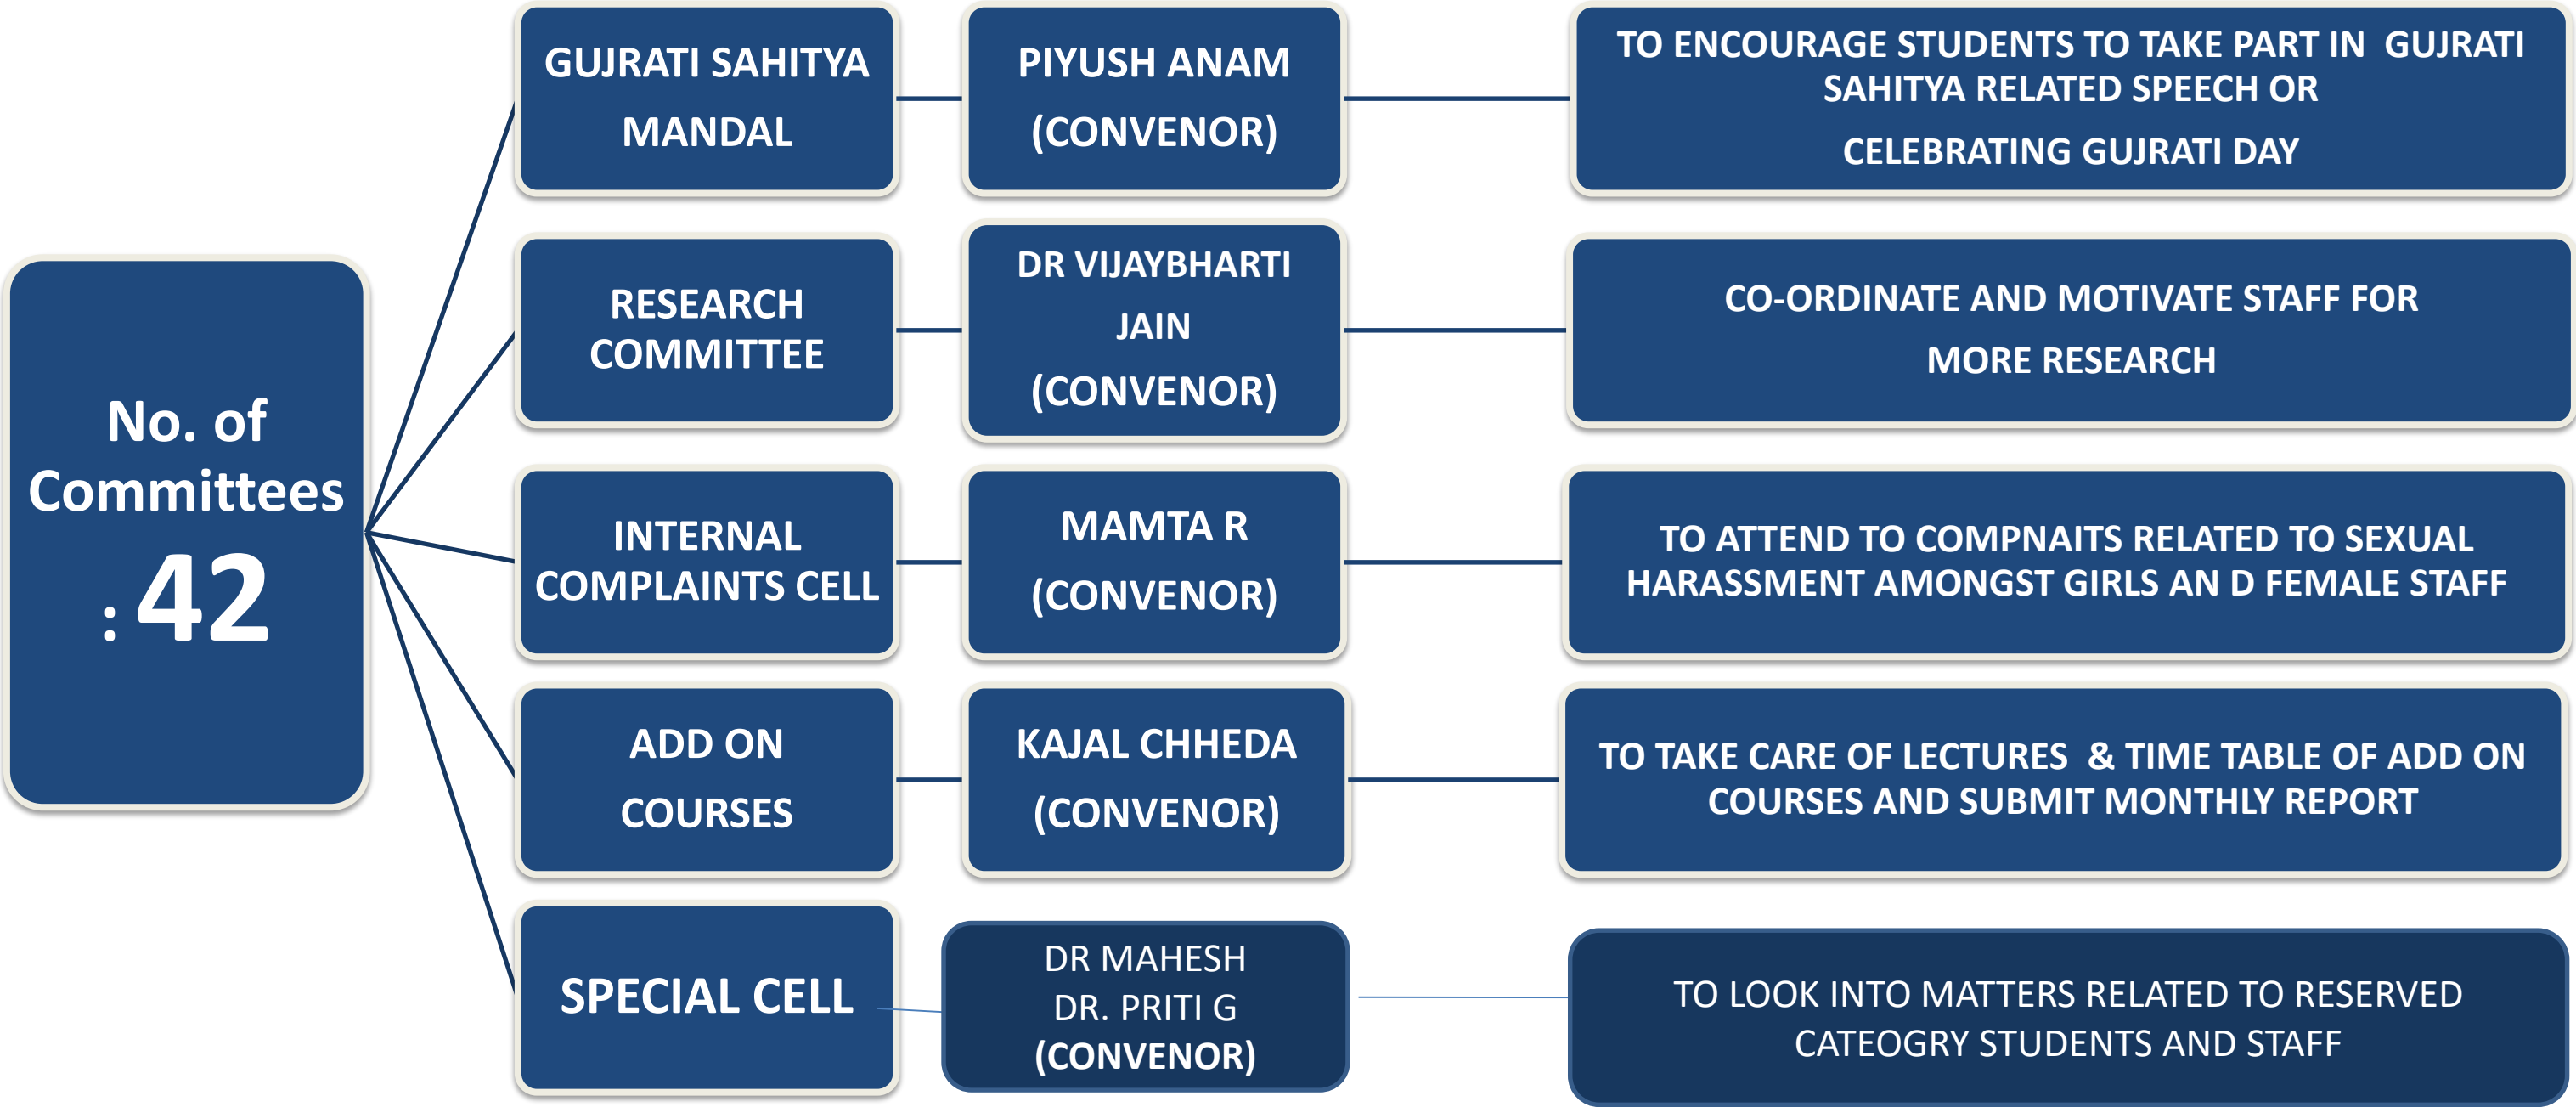 No. of
Committees
: 42
GUJRATI SAHITYA
MANDAL
PIYUSH ANAM
(CONVENOR)
TO ENCOURAGE STUDENTS TO TAKE PART IN GUJRATI
SAHITYA RELATED SPEECH OR
CELEBRATING GUJRATI DAY
RESEARCH
COMMITTEE
DR VIJAYBHARTI
JAIN
(CONVENOR)
CO-ORDINATE AND MOTIVATE STAFF FOR
MORE RESEARCH
INTERNAL
COMPLAINTS CELL
MAMTA R
(CONVENOR)
TO ATTEND TO COMPNAITS RELATED TO SEXUAL
HARASSMENT AMONGST GIRLS AN D FEMALE STAFF
ADD ON
COURSES
KAJAL CHHEDA
(CONVENOR)
TO TAKE CARE OF LECTURES & TIME TABLE OF ADD ON
COURSES AND SUBMIT MONTHLY REPORT
SPECIAL CELL
DR MAHESH
DR. PRITI G
(CONVENOR)
TO LOOK INTO MATTERS RELATED TO RESERVED
CATEOGRY STUDENTS AND STAFF